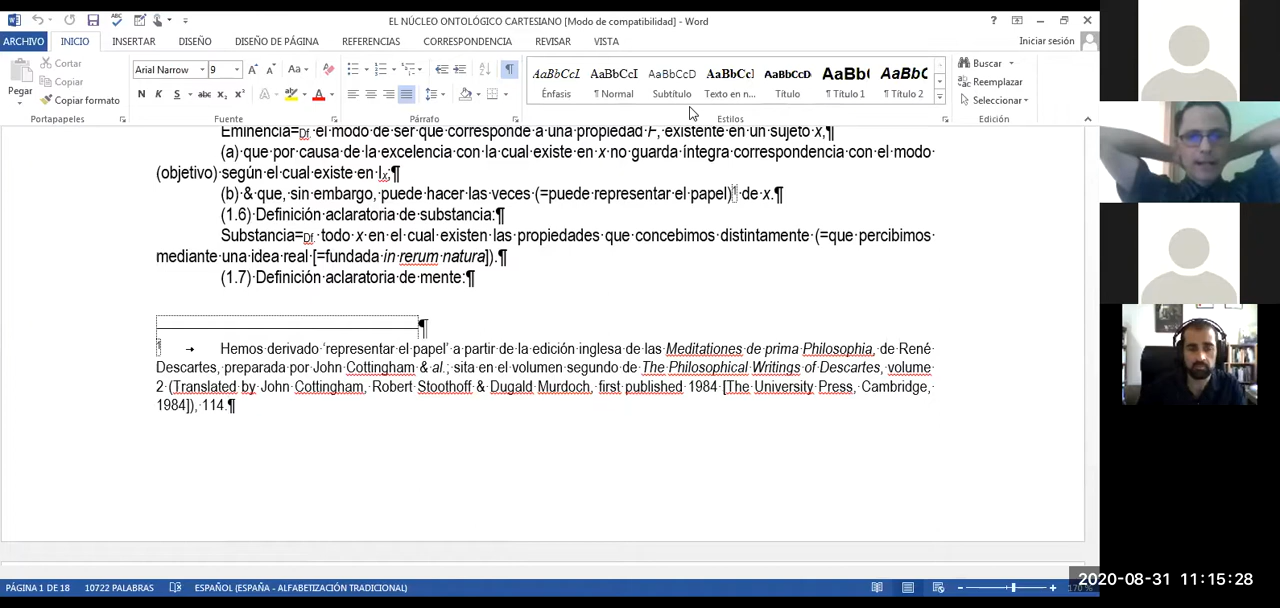 EL NÚCLEO ONTOLÓGICO CARTESIANO [Modo de compatibilidad] - Word
ARCHIVO INICIO INSERTAR DISEÑO DISEÑO DE PÁGINA REFERENCIAS CORRESPONDENCIA REVISAR VISTA Iniciar sesión
Pegar
Cortar
Copiar
Copiar formato
Portapapeles
Arial Narrow 9
N K S abc x₂ x²
Fuente
Párrafo
AaBbCcI Énfasis
AaBbCcI ¶ Normal
AaBbCcD Subtítulo
AaBbCcI Texto en n...
AaBbCcD Título
AaBb( ¶ Título 1
AaBbC ¶ Título 2
Estilos
Buscar
Reemplazar
Seleccionar
Edición
Eminencia=Df. el modo de ser que corresponde a una propiedad F, existente en un sujeto x,¶
(a) que por causa de la excelencia con la cual existe en x no guarda íntegra correspondencia con el modo
(objetivo) según el cual existe en Ix;¶
(b) & que, sin embargo, puede hacer las veces (=puede representar el papel)¹ de x.¶
(1.6) Definición aclaratoria de substancia:¶
Substancia=Df. todo x en el cual existen las propiedades que concebimos distintamente (=que percibimos
mediante una idea real [=fundada in rerum natura]).¶
(1.7) Definición aclaratoria de mente:¶
¶
Hemos derivado ‘representar el papel’ a partir de la edición inglesa de las Meditationes de prima Philosophia, de René
Descartes, preparada por John Cottingham & al.; sita en el volumen segundo de The Philosophical Writings of Descartes, volume
2 (Translated by John Cottingham, Robert Stoothoff & Dugald Murdoch, first published 1984 [The University Press, Cambridge,
1984]), 114.¶
PÁGINA 1 DE 18 10722 PALABRAS ESPAÑOL (ESPAÑA - ALFABETIZACIÓN TRADICIONAL) 170 %
2020-08-31 11:15:28